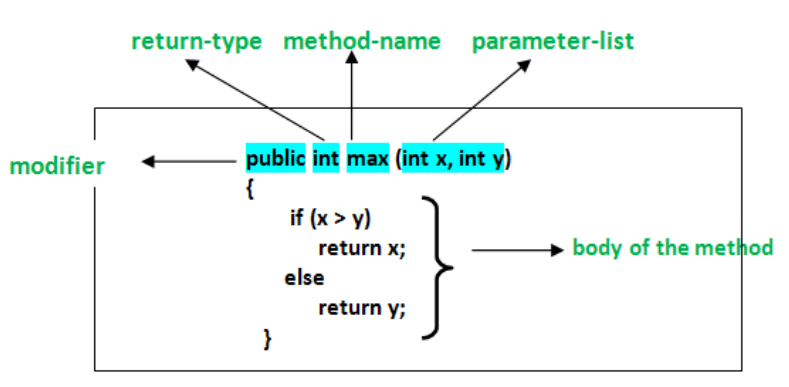 return-type method-name parameter-list
modifier
public int max (int x, int y)
{
if (x > y)
return x;
else
return y;
}
body of the method